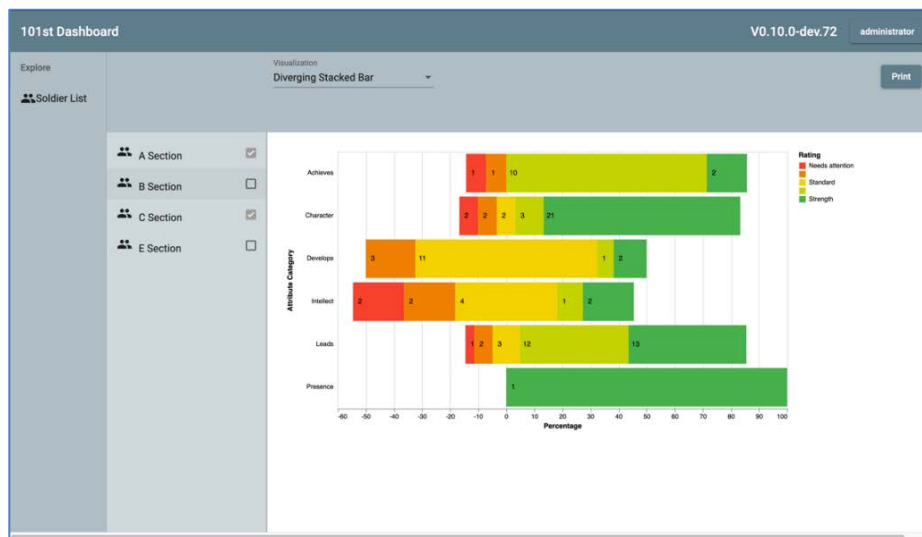 101st Dashboard
V0.10.0-dev.72
administrator
Explore
Soldier List
Visualization
Diverging Stacked Bar
Print
A Section
B Section
C Section
E Section
Attribute Category
Achieves 1 1 10 2
Character 2 2 2 3 21
Develops 3 11 1 2
Intellect 2 2 4 1 2
Leads 1 2 3 12 13
Presence 1
-60 -50 -40 -30 -20 -10 0 10 20 30 40 50 60 70 80 90 100
Percentage
Rating
Needs attention
Standard
Strength